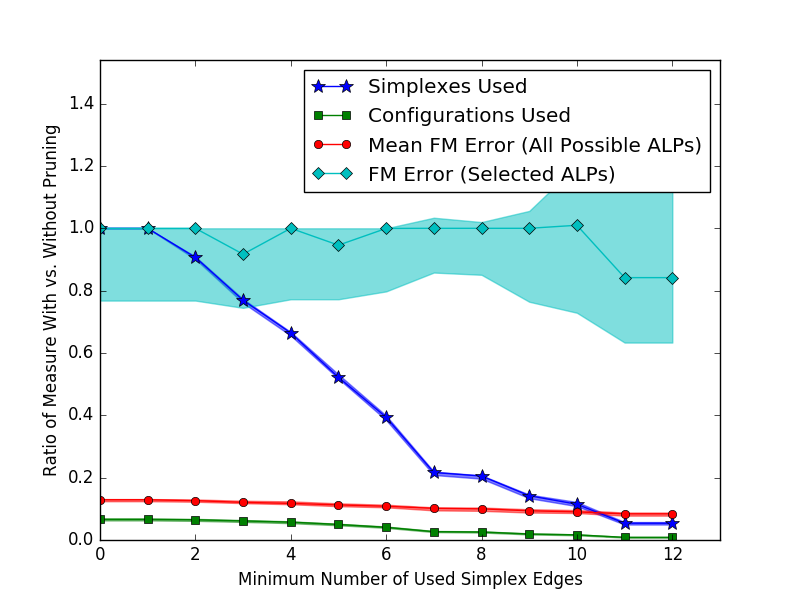 Simplexes Used
Configurations Used
Mean FM Error (All Possible ALPs)
FM Error (Selected ALPs)
Ratio of Measure With vs. Without Pruning
1.4
1.2
1.0
0.8
0.6
0.4
0.2
0.0
0 2 4 6 8 10 12
Minimum Number of Used Simplex Edges